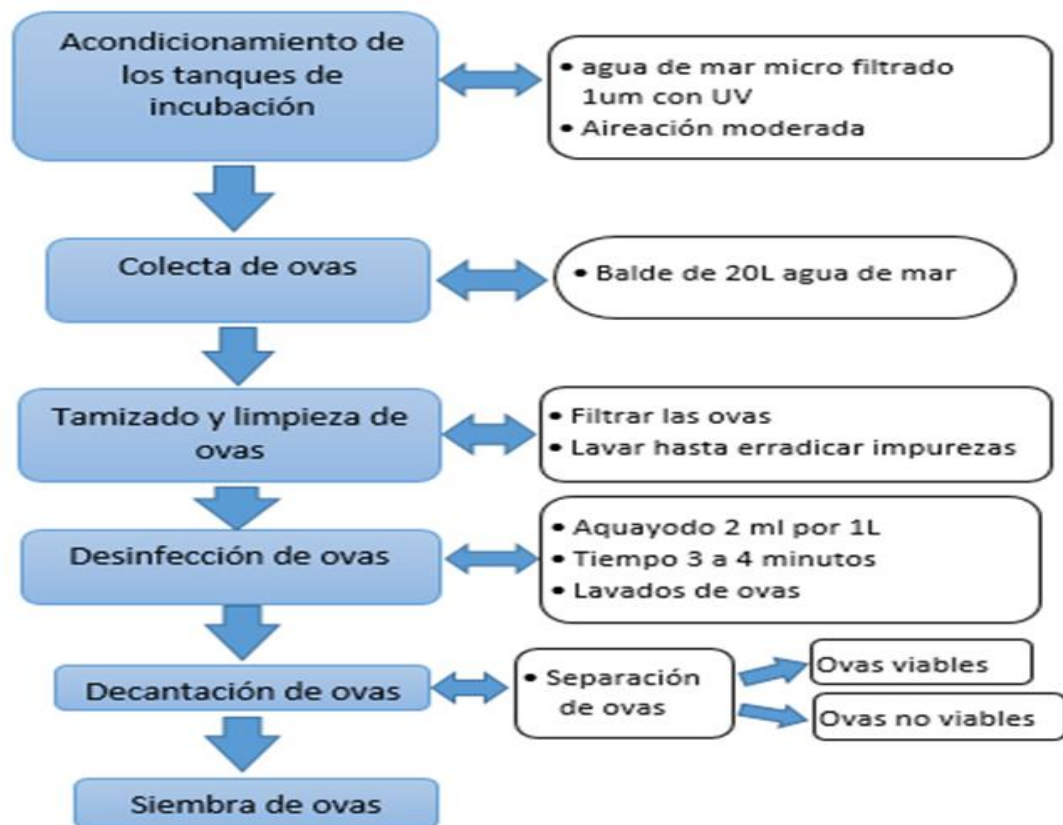 Acondicionamiento de
los tanques de
incubación
• agua de mar micro filtrado
1um con UV
• Aireación moderada
Colecta de ovas
• Balde de 20L agua de mar
Tamizado y limpieza de
ovas
• Filtrar las ovas
• Lavar hasta erradicar impurezas
Desinfección de ovas
• Aquayodo 2 ml por 1L
• Tiempo 3 a 4 minutos
• Lavados de ovas
Decantación de ovas
• Separación
de ovas
Ovas viables
Ovas no viables
Siembra de ovas